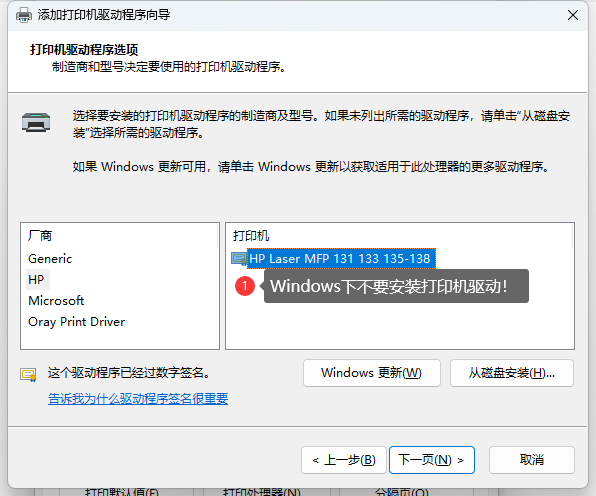 添加打印机驱动程序向导
打印机驱动程序选项
制造商和型号决定要使用的打印机驱动程序。
选择要安装的打印机驱动程序的制造商及型号。如果未列出所需的驱动程序，请单击“从磁盘安
装”选择所需的驱动程序。
如果 Windows 更新可用，请单击 Windows 更新以获取适用于此处理器的更多驱动程序。
厂商
Generic
HP
Microsoft
Oray Print Driver
打印机
HP Laser MFP 131 133 135-138
1 Windows下不要安装打印机驱动！
这个驱动程序已经过数字签名。
告诉我为什么驱动程序签名很重要
Windows 更新(W)
从磁盘安装(H)...
< 上一步(B)
下一页(N) >
取消
打印默认值(F)
打印处理器(N)
分隔页(O)